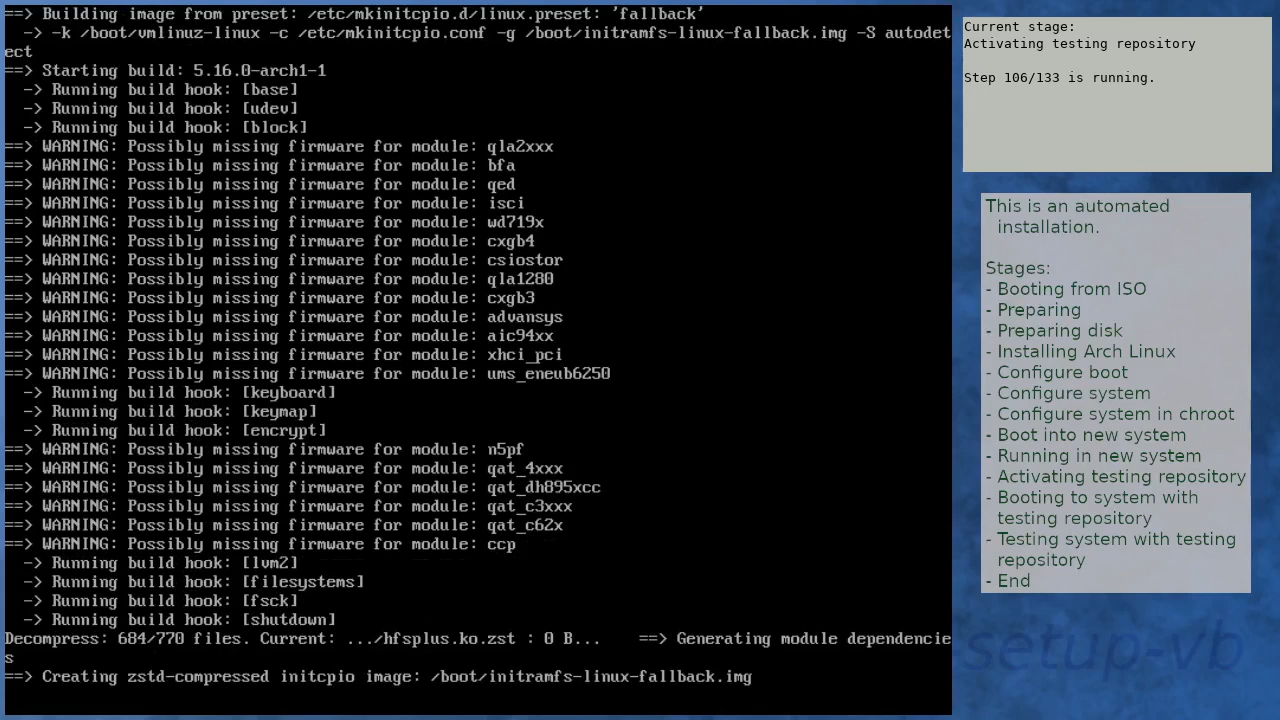 ==> Building image from preset: /etc/mkinitcpio.d/linux.preset: 'fallback'
  -> -k /boot/vmlinuz-linux -c /etc/mkinitcpio.conf -g /boot/initramfs-linux-fallback.img -S autodet
ect
==> Starting build: 5.16.0-arch1-1
  -> Running build hook: [base]
  -> Running build hook: [udev]
  -> Running build hook: [block]
==> WARNING: Possibly missing firmware for module: qla2xxx
==> WARNING: Possibly missing firmware for module: bfa
==> WARNING: Possibly missing firmware for module: qed
==> WARNING: Possibly missing firmware for module: isci
==> WARNING: Possibly missing firmware for module: wd719x
==> WARNING: Possibly missing firmware for module: cxgb4
==> WARNING: Possibly missing firmware for module: csiostor
==> WARNING: Possibly missing firmware for module: qla1280
==> WARNING: Possibly missing firmware for module: cxgb3
==> WARNING: Possibly missing firmware for module: advansys
==> WARNING: Possibly missing firmware for module: aic94xx
==> WARNING: Possibly missing firmware for module: xhci_pci
==> WARNING: Possibly missing firmware for module: ums_eneub6250
  -> Running build hook: [keyboard]
  -> Running build hook: [keymap]
  -> Running build hook: [encrypt]
==> WARNING: Possibly missing firmware for module: n5pf
==> WARNING: Possibly missing firmware for module: qat_4xxx
==> WARNING: Possibly missing firmware for module: qat_dh895xcc
==> WARNING: Possibly missing firmware for module: qat_c3xxx
==> WARNING: Possibly missing firmware for module: qat_c62x
==> WARNING: Possibly missing firmware for module: ccp
  -> Running build hook: [lvm2]
  -> Running build hook: [filesystems]
  -> Running build hook: [fsck]
  -> Running build hook: [shutdown]
Decompress: 684/770 files. Current: .../hfsplus.ko.zst : 0 B...    ==> Generating module dependencie
s
==> Creating zstd-compressed initcpio image: /boot/initramfs-linux-fallback.img
Current stage:
Activating testing repository
Step 106/133 is running.
This is an automated
installation.
Stages:
- Booting from ISO
- Preparing
- Preparing disk
- Installing Arch Linux
- Configure boot
- Configure system
- Configure system in chroot
- Boot into new system
- Running in new system
- Activating testing repository
- Booting to system with
testing repository
- Testing system with testing
repository
- End
setup-vb